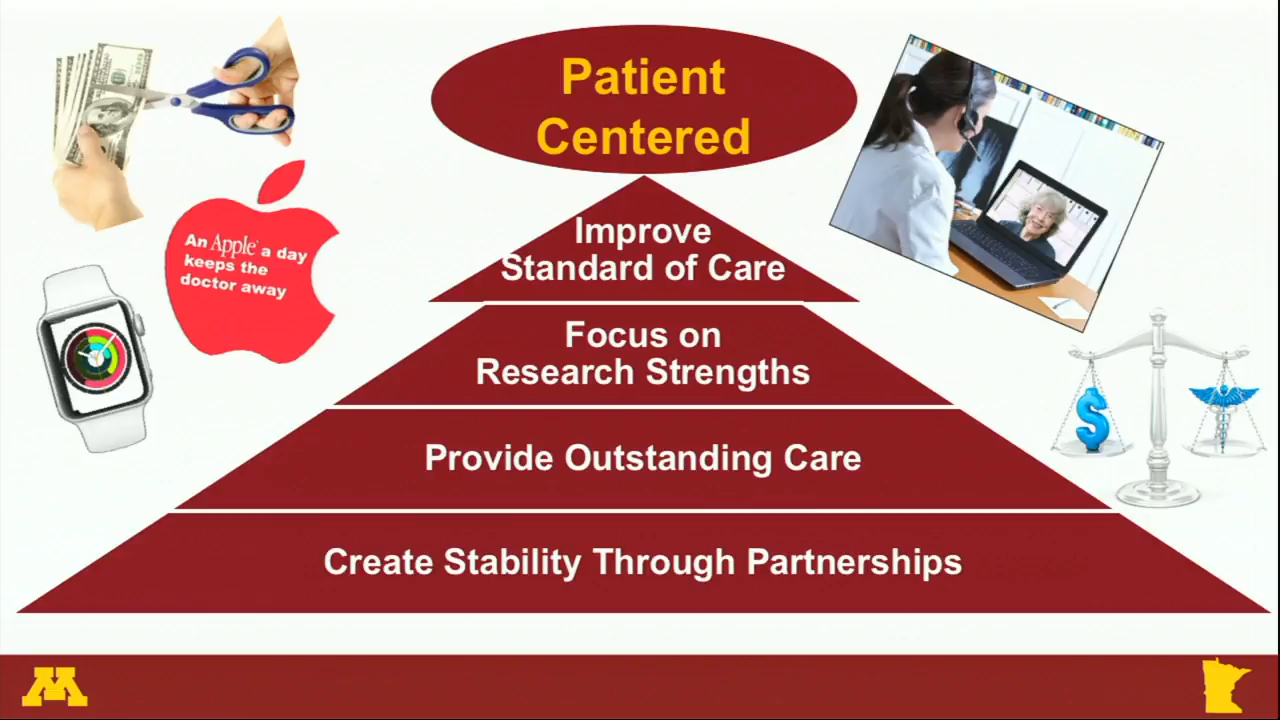 Patient
Centered
Improve
Standard of Care
Focus on
Research Strengths
Provide Outstanding Care
Create Stability Through Partnerships
An Apple a day
keeps the
doctor away
M